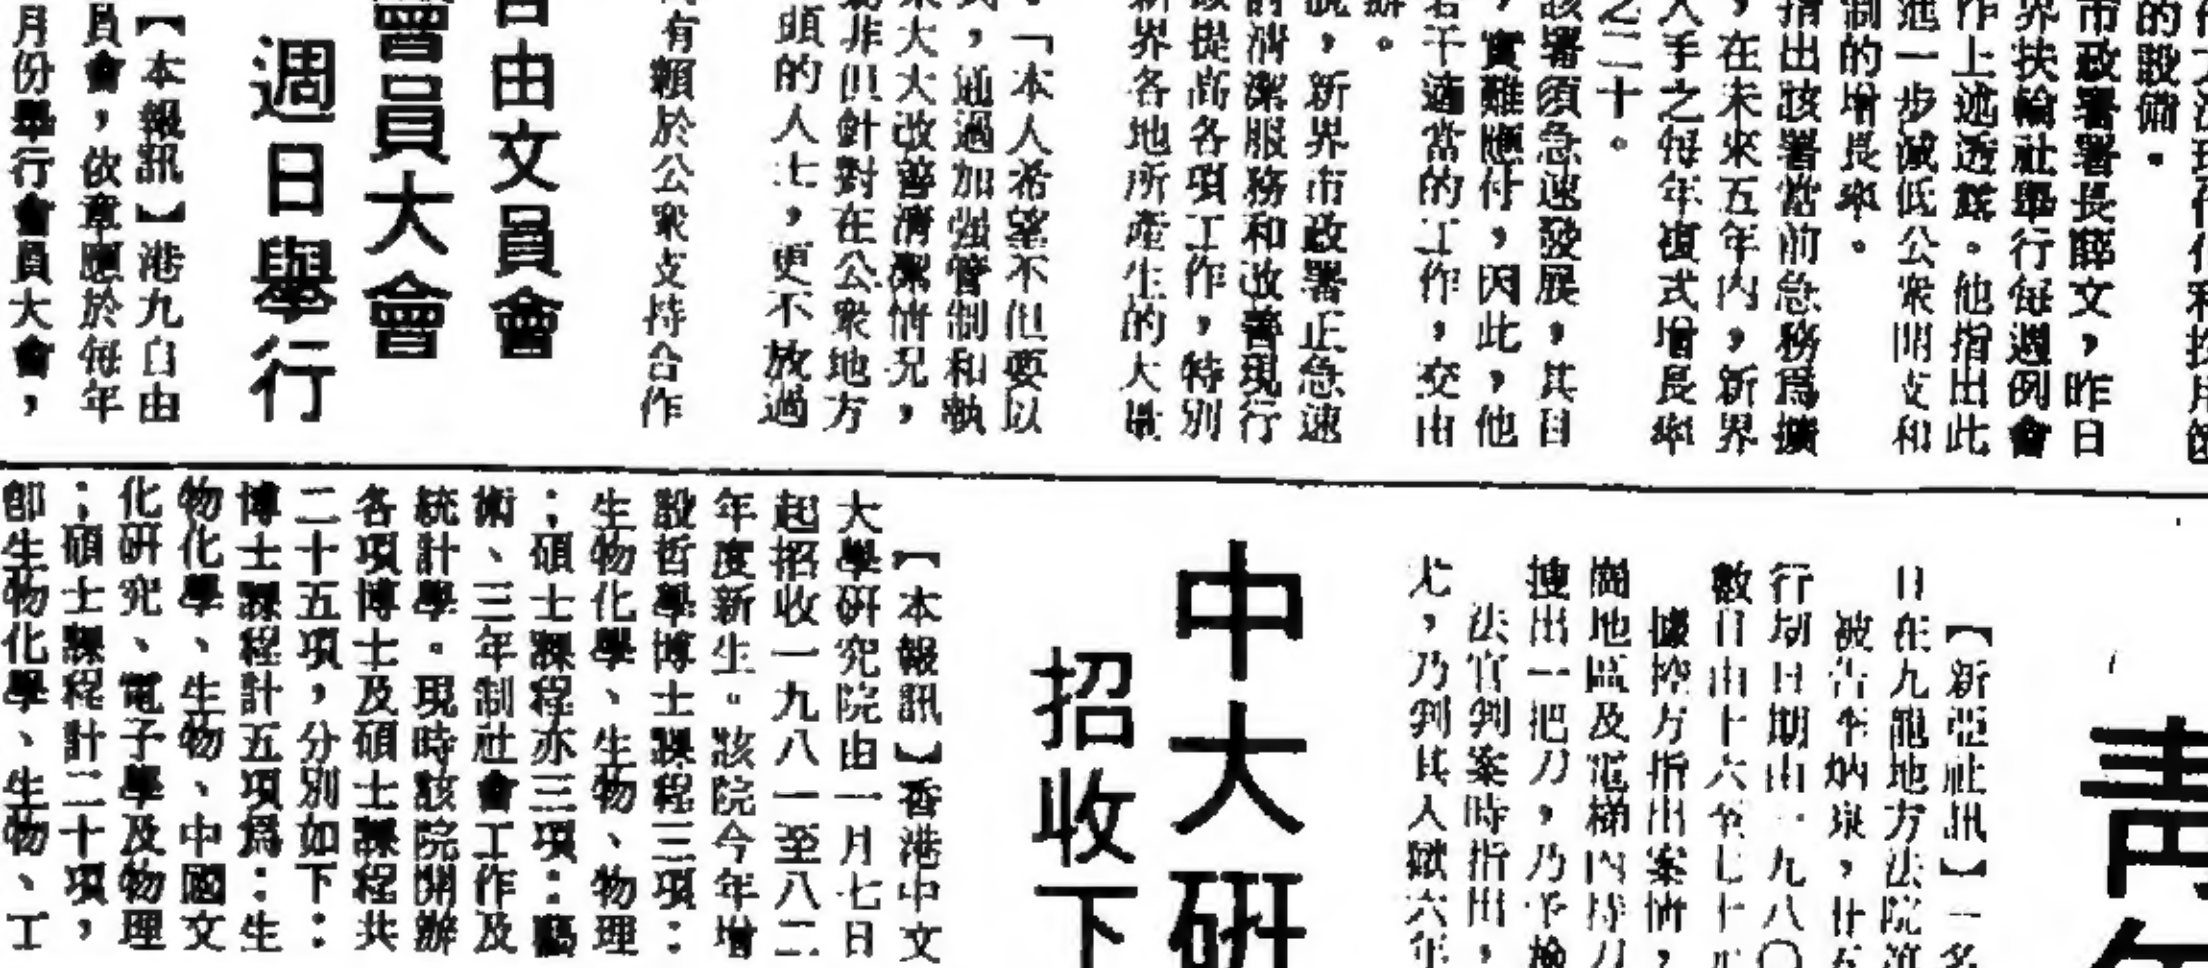 的設備。
市政署署長薛文，昨日
界扶輪社舉行每週例會
作上述透露。他指出此
進一步減低公衆開支和
制的增長率。
指出該署當前急務爲擴
，在未來五年內，新界
人手之每年複式增長率
之二十。
該署須急速發展，其目
，實難應付，因此，他
若干適當的工作，交由
辦。
說，新界市政署正急速
的清潔服務和改善現行
提高各項工作，特別
新界各地所產生的大量
。「本人希望不但要以
，通過加强管制和執
來大大改善清潔情况，
非但針對在公衆地方
頭的人士，更不放過
有賴於公衆支持合作
自由文員會
會員大會
週日舉行
【本報訊】港九自由
員會，依章應於每年
月份舉行會員大會，
青年
【新亞社訊】一名
日在九龍地方法院
被告李炳泉，廿五
行刼日期由一九八〇
數目由十六至七十
據控方指出案情，
地區及電梯內持刀
搜出一把刀，乃予檢
法官判案時指出，
尤，乃判其入獄六年
中大研
招收下
【本報訊】香港中文
大學研究院由一月七日
起招收一九八一至八二
年度新生。該院今年增
設哲學博士課程三項：
生物化學、生物、物理
；碩士課程亦三項：
術、三年制社會工作及
統計學。現時該院開辦
各項博士及碩士課程共
二十五項，分別如下：
博士課程計五項爲：生
物化學、生物、中國文
化研究、電子學及物理
；碩士課程計二十項，
卽生物化學、生物、工